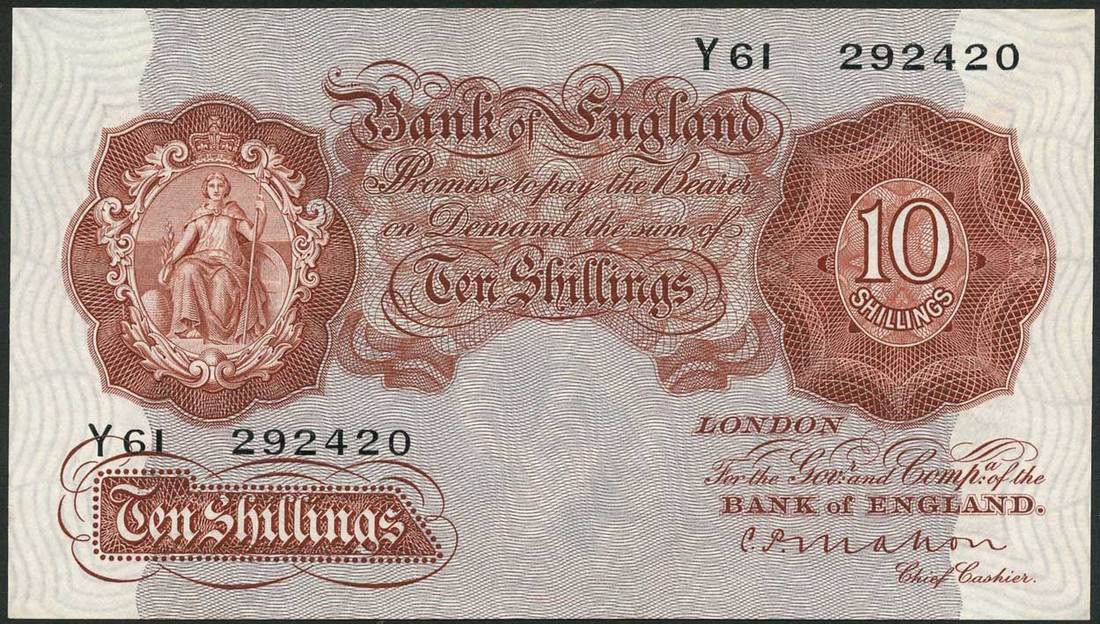 Y61 292420
Bank of England
Promise to pay the Bearer
on Demand the sum of
Ten Shillings
10
SHILLINGS
Y61 292420
Ten Shillings
LONDON
For the Govr. and Compa. of the
BANK of ENGLAND.
C. P. Mahon
Chief Cashier.